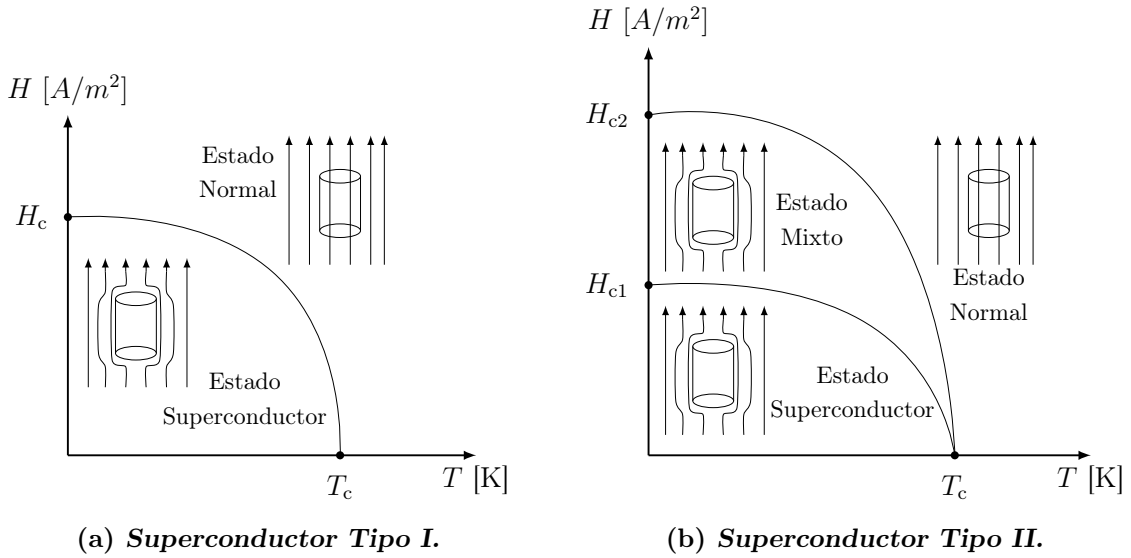 H [A/m²]
Estado
Normal
H_c
Estado
Superconductor
T [K]
T_c
(a) Superconductor Tipo I.
H [A/m²]
H_c2
Estado
Mixto
H_c1
Estado
Normal
Estado
Superconductor
T [K]
T_c
(b) Superconductor Tipo II.